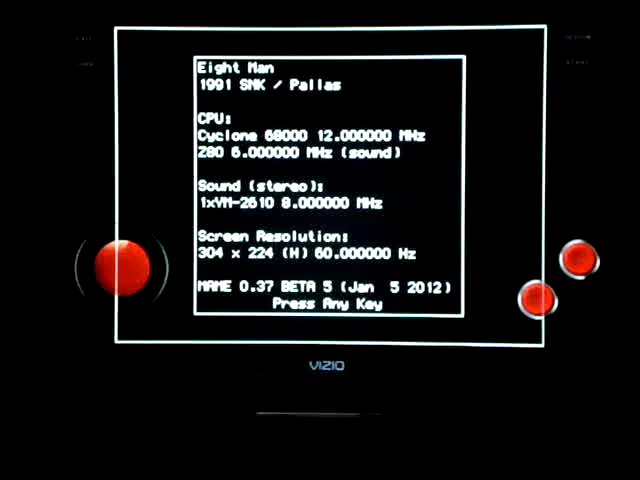 Eight Man
1991 SNK / Pallas
CPU:
Cyclone 68000 12.000000 MHz
Z80 6.000000 MHz (sound)
Sound (stereo):
1xYM-2610 8.000000 MHz
Screen Resolution:
304 x 224 (H) 60.000000 Hz
MAME 0.37 BETA 5 (Jan  5 2012)
Press Any Key
VIZIO